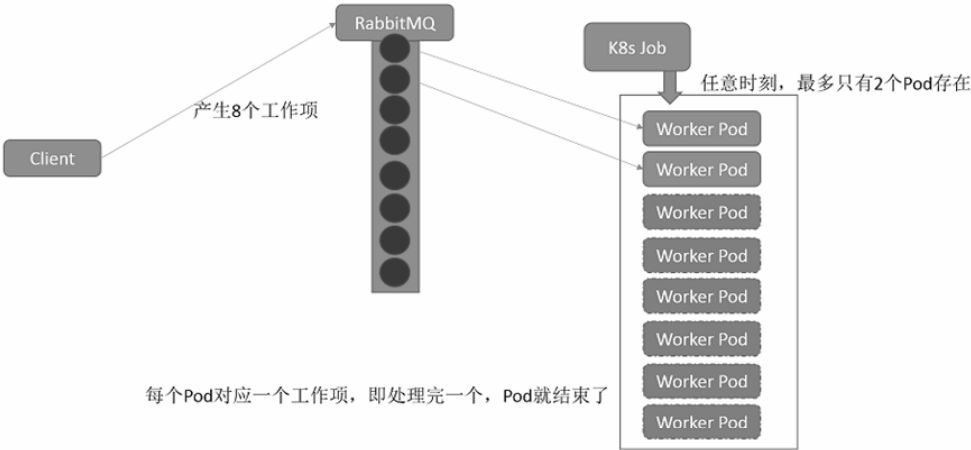 RabbitMQ
K8s Job
任意时刻，最多只有2个Pod存在
产生8个工作项
Client
Worker Pod
Worker Pod
Worker Pod
Worker Pod
Worker Pod
Worker Pod
Worker Pod
Worker Pod
每个Pod对应一个工作项，即处理完一个，Pod就结束了